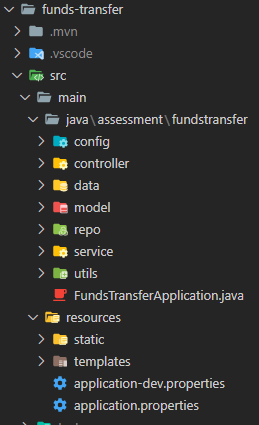 funds-transfer
.mvn
.vscode
src
main
java\assessment\fundstransfer
config
controller
data
model
repo
service
utils
FundsTransferApplication.java
resources
static
templates
application-dev.properties
application.properties